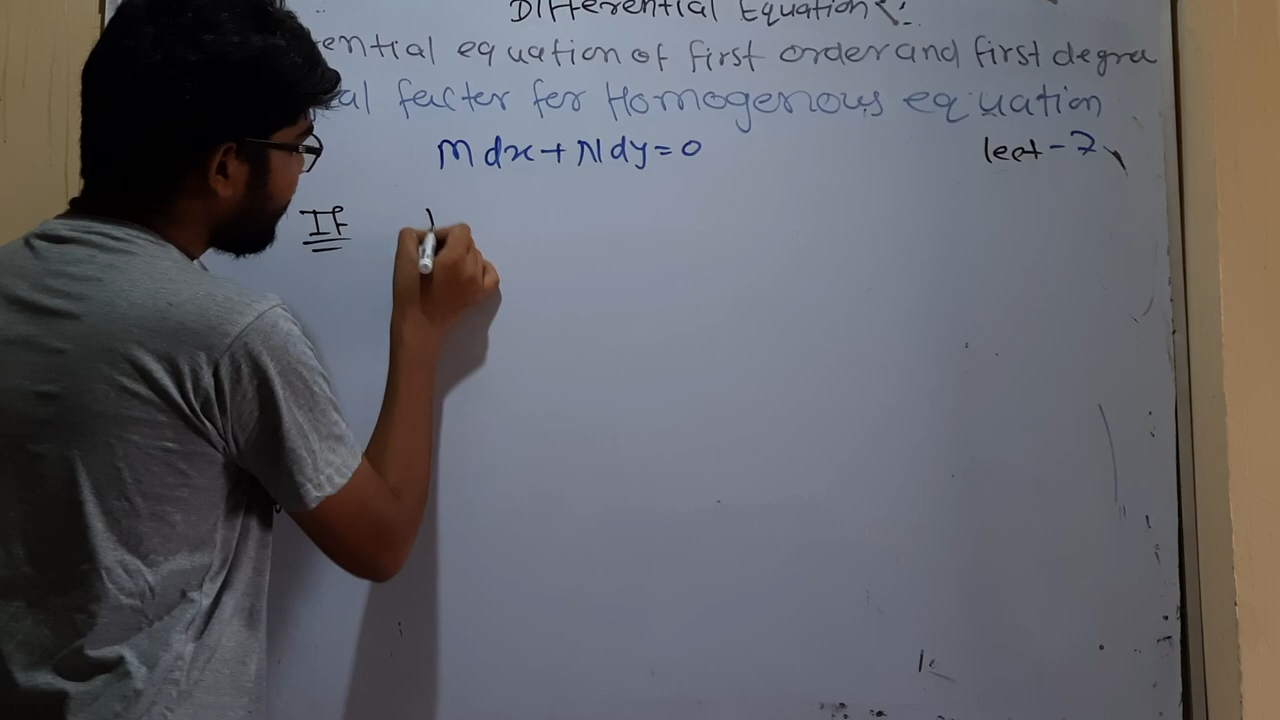 Differential Equation:
ential equation of first order and first degree
al facter for Homogenous equation
M dx + N dy = 0
lect - 7
IF